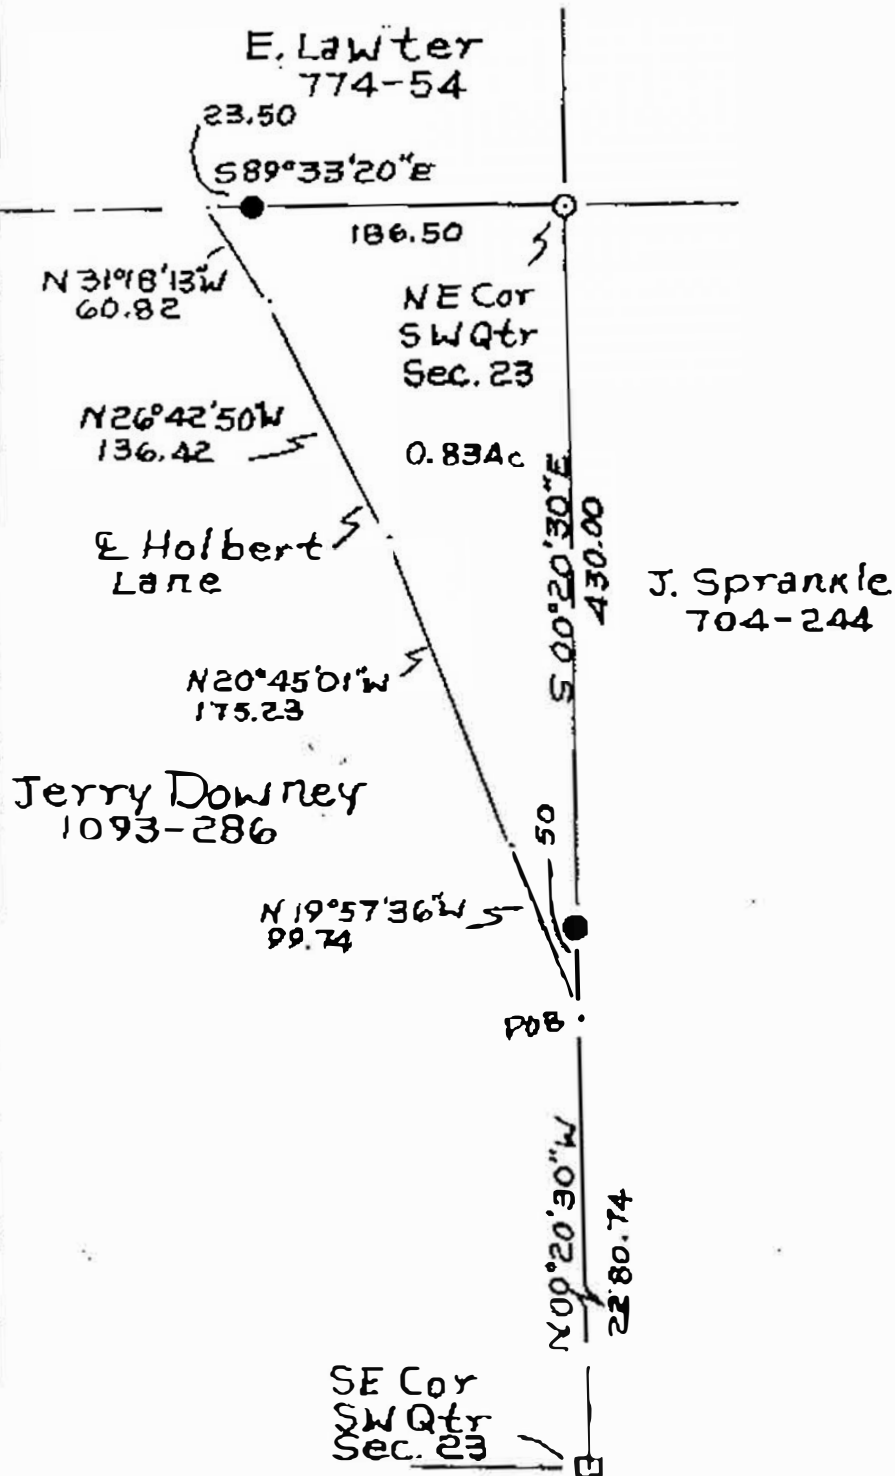 E. Lawter
774-54
23.50
S89°33'20"E
186.50
N31°18'13"W
60.82
NE Cor
SW Qtr
Sec. 23
N26°42'50"W
136.42
0.83Ac
S 00°20'30"E
430.00
℄ Holbert
Lane
J. Sprankle
704-244
N20°45'01"W
175.23
Jerry Downey
1093-286
50
N19°57'36"W
99.74
POB
N00°20'30"W
2280.74
SE Cor
SW Qtr
Sec. 23